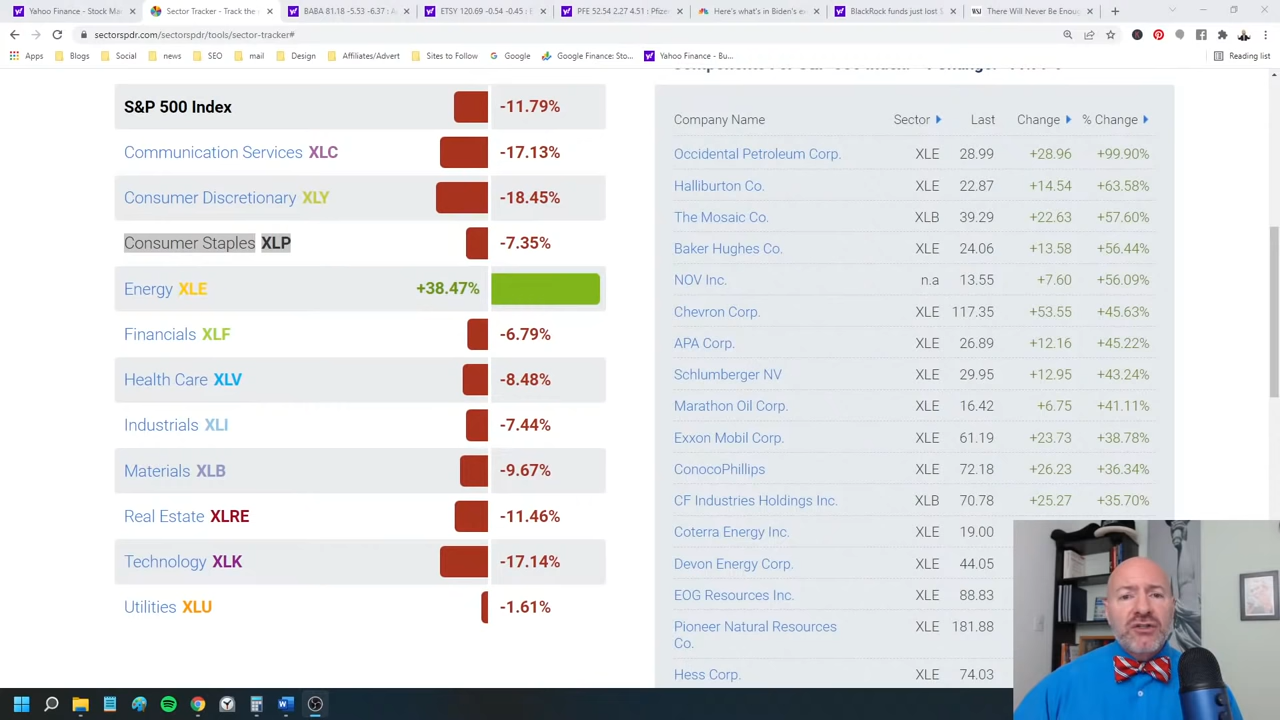 Yahoo Finance - Stock Ma
Sector Tracker - Track the
BABA 81.18 -5.53 -6.37 : A
ETSY 120.69 -0.54 -0.45 :
PFE 52.54 2.27 4.51 : Pfize
Here's what's in Biden's ex
BlackRock funds just lost
There Will Never Be Enoug
sectorspdr.com/sectorspdr/tools/sector-tracker#
Apps Blogs Social news SEO mail Design Affiliates/Advert Sites to Follow Google Google Finance: Sto... Yahoo Finance - Bu... Reading list
S&P 500 Index -11.79%
Communication Services XLC -17.13%
Consumer Discretionary XLY -18.45%
Consumer Staples XLP -7.35%
Energy XLE +38.47%
Financials XLF -6.79%
Health Care XLV -8.48%
Industrials XLI -7.44%
Materials XLB -9.67%
Real Estate XLRE -11.46%
Technology XLK -17.14%
Utilities XLU -1.61%
Company Name Sector Last Change % Change
Occidental Petroleum Corp. XLE 28.99 +28.96 +99.90%
Halliburton Co. XLE 22.87 +14.54 +63.58%
The Mosaic Co. XLB 39.29 +22.63 +57.60%
Baker Hughes Co. XLE 24.06 +13.58 +56.44%
NOV Inc. n.a 13.55 +7.60 +56.09%
Chevron Corp. XLE 117.35 +53.55 +45.63%
APA Corp. XLE 26.89 +12.16 +45.22%
Schlumberger NV XLE 29.95 +12.95 +43.24%
Marathon Oil Corp. XLE 16.42 +6.75 +41.11%
Exxon Mobil Corp. XLE 61.19 +23.73 +38.78%
ConocoPhillips XLE 72.18 +26.23 +36.34%
CF Industries Holdings Inc. XLB 70.78 +25.27 +35.70%
Coterra Energy Inc. XLE 19.00
Devon Energy Corp. XLE 44.05
EOG Resources Inc. XLE 88.83
Pioneer Natural Resources XLE 181.88
Co.
Hess Corp. XLE 74.03